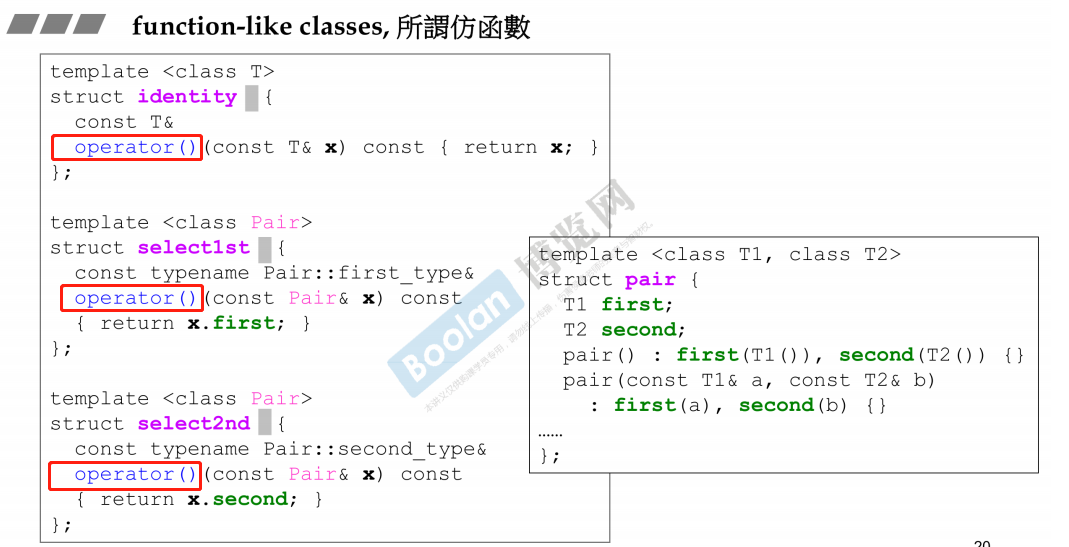 function-like classes, 所謂仿函數
template <class T>
struct identity {
const T&
operator()(const T& x) const { return x; }
};
template <class Pair>
struct select1st {
const typename Pair::first_type&
operator()(const Pair& x) const
{ return x.first; }
};
template <class Pair>
struct select2nd {
const typename Pair::second_type&
operator()(const Pair& x) const
{ return x.second; }
};
template <class T1, class T2>
struct pair {
T1 first;
T2 second;
pair() : first(T1()), second(T2()) {}
pair(const T1& a, const T2& b)
: first(a), second(b) {}
……
};
Boolan 博览网
20